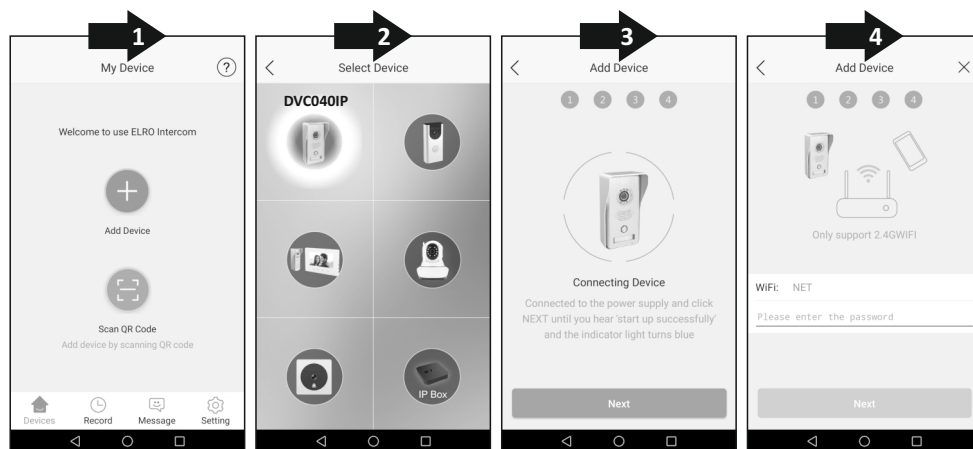 1
My Device
?
Welcome to use ELRO Intercom
Add Device
Scan QR Code
Add device by scanning QR code
Devices Record Message Setting
2
Select Device
DVC040IP
IP Box
3
Add Device
1 2 3 4
Connecting Device
Connected to the power supply and click
NEXT until you hear 'start up successfully'
and the indicator light turns blue
Next
4
Add Device
1 2 3 4
Only support 2.4GWIFI
WiFi: NET
Please enter the password
Next